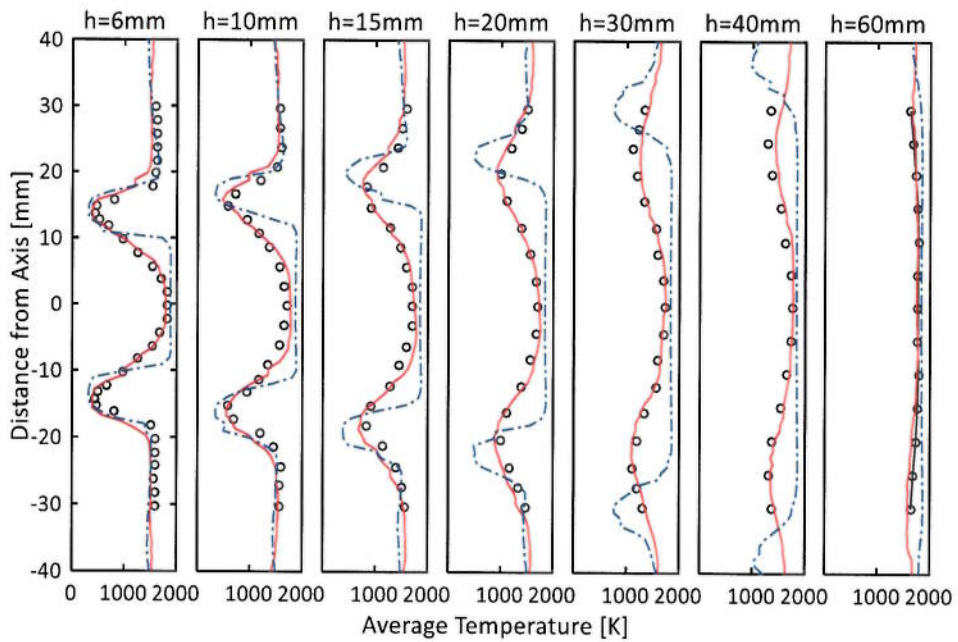 h=6mm h=10mm h=15mm h=20mm h=30mm h=40mm h=60mm
40
30
20
10
0
-10
-20
-30
-40
Distance from Axis [mm]
0 1000 2000 1000 2000 1000 2000 1000 2000 1000 2000 1000 2000 1000 2000
Average Temperature [K]